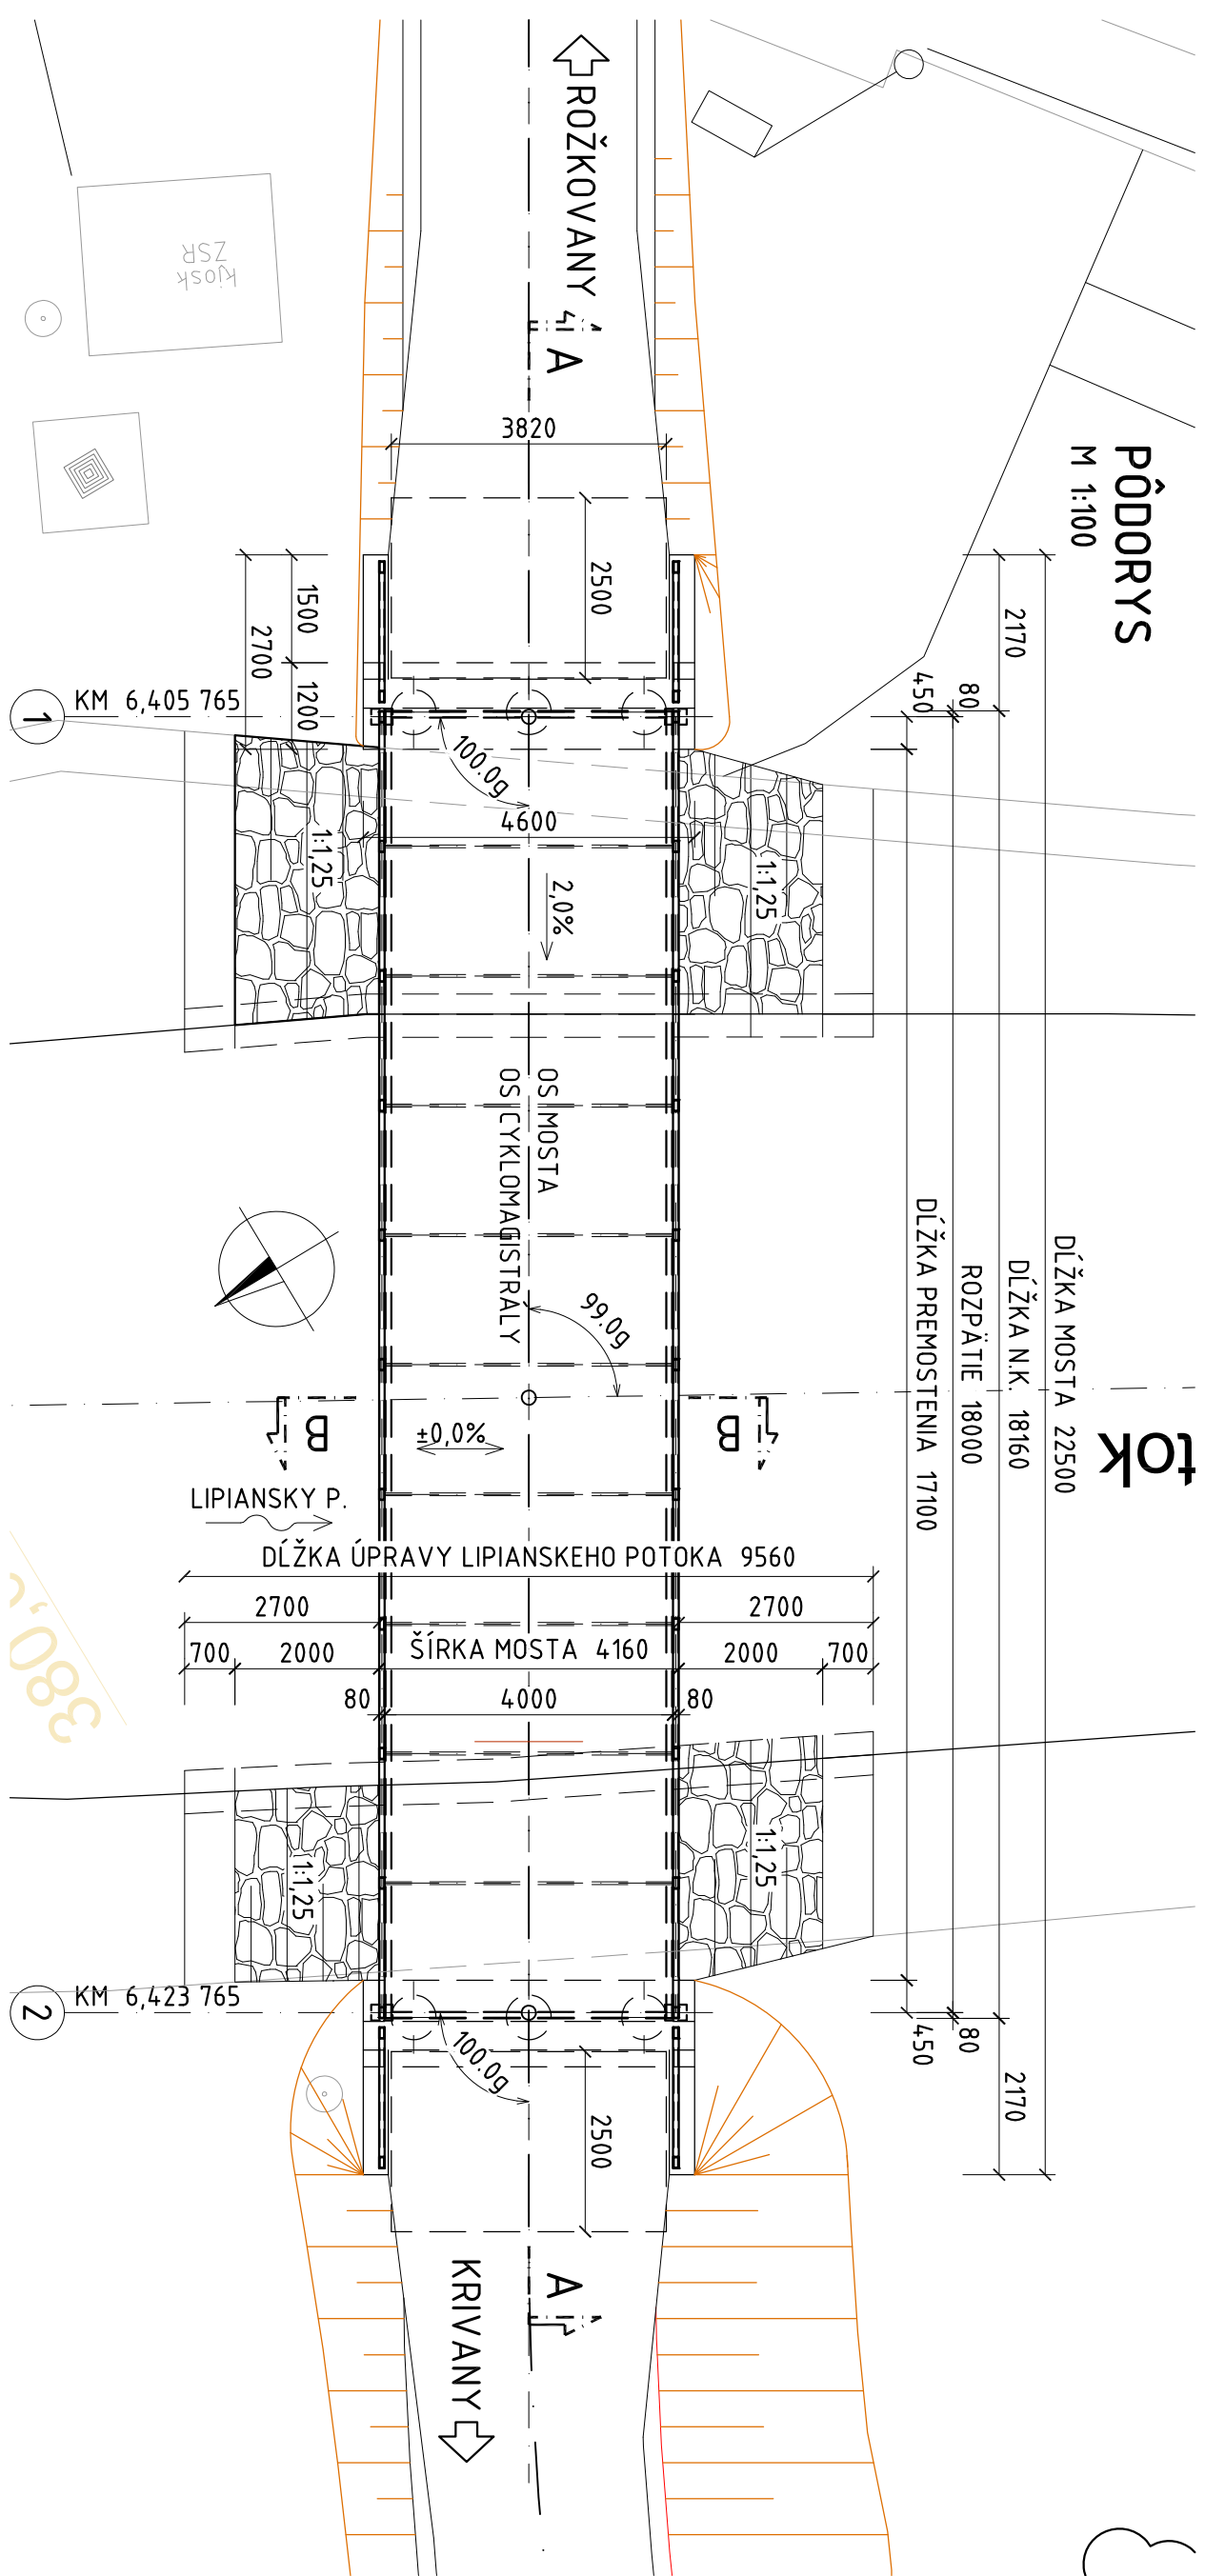 ROŽKOVANY
kjosk
ZSR
A
PÔDORYS
M 1:100
3820
2500
1500
1200
2700
2170
80
450
1
KM 6,405 765
100.0g
4600
1:1,25
1:1,25
2,0%
OS MOSTA
OS CYKLOMAGISTRÁLY
99.0g
DĹŽKA MOSTA 22500
DĹŽKA N.K. 18160
ROZPÄTIE 18000
DĹŽKA PREMOSTENIA 17100
B
B
±0,0%
tok
LIPIANSKY P.
DĹŽKA ÚPRAVY LIPIANSKEHO POTOKA 9560
2700
2700
700
2000
ŠÍRKA MOSTA 4160
2000
700
80
4000
80
380,
1:1,25
1:1,25
2
KM 6,423 765
100.0g
80
450
2170
2500
A
KRIVANY